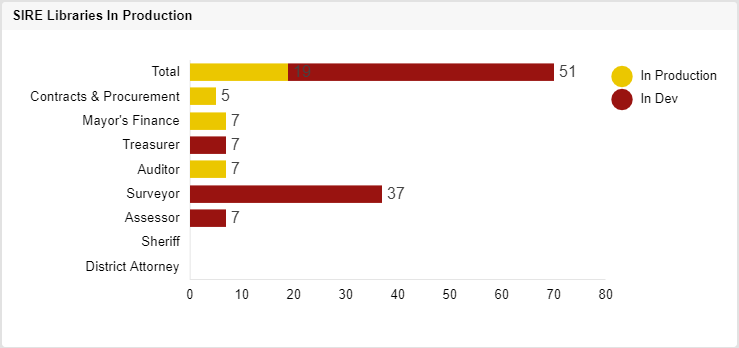 SIRE Libraries In Production
Total 19 51
Contracts & Procurement 5
Mayor's Finance 7
Treasurer 7
Auditor 7
Surveyor 37
Assessor 7
Sheriff
District Attorney
0 10 20 30 40 50 60 70 80
In Production
In Dev